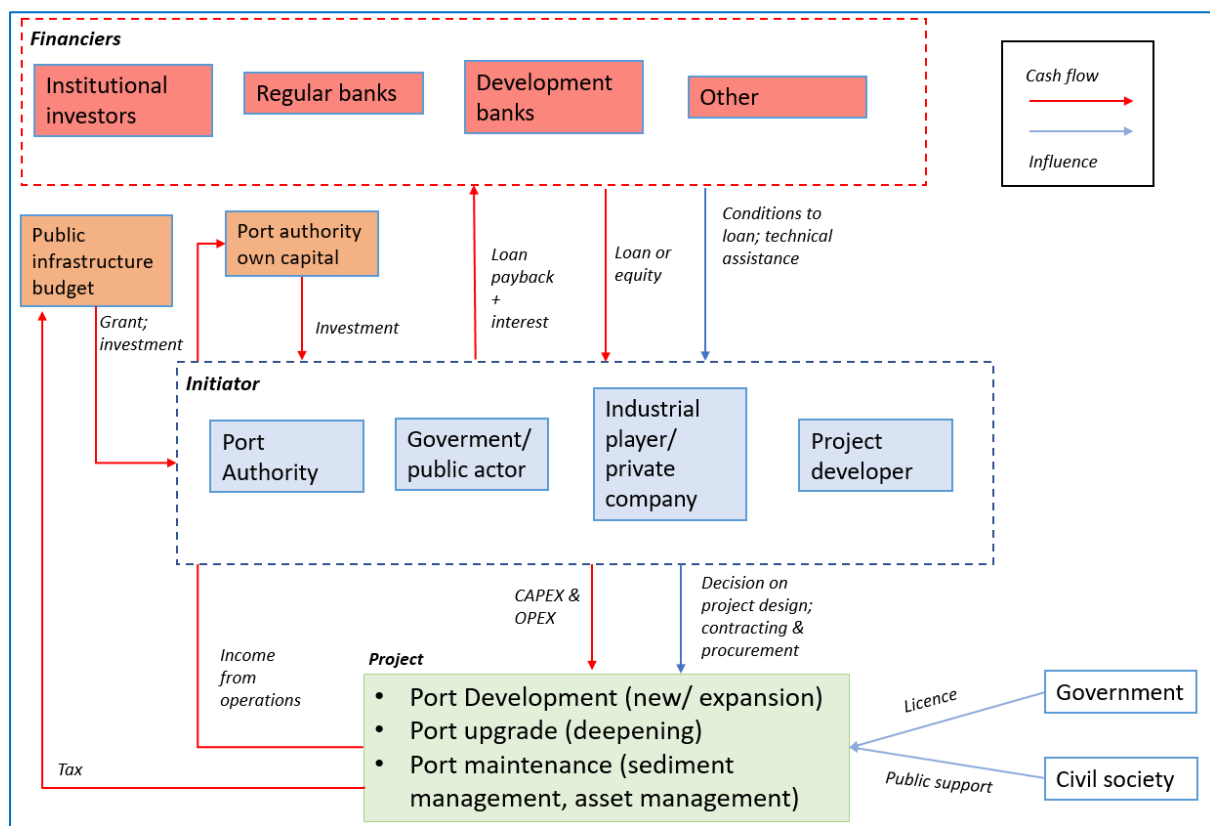 Financiers
Institutional
investors
Regular banks
Development
banks
Other
Cash flow
Influence
Public
infrastructure
budget
Port authority
own capital
Loan
payback
+
interest
Loan or
equity
Conditions to
loan; technical
assistance
Grant;
investment
Investment
Initiator
Port
Authority
Goverment/
public actor
Industrial
player/
private
company
Project
developer
CAPEX &
OPEX
Decision on
project design;
contracting &
procurement
Income
from
operations
Project
• Port Development (new/ expansion)
• Port upgrade (deepening)
• Port maintenance (sediment
management, asset management)
Licence
Government
Public support
Civil society
Tax